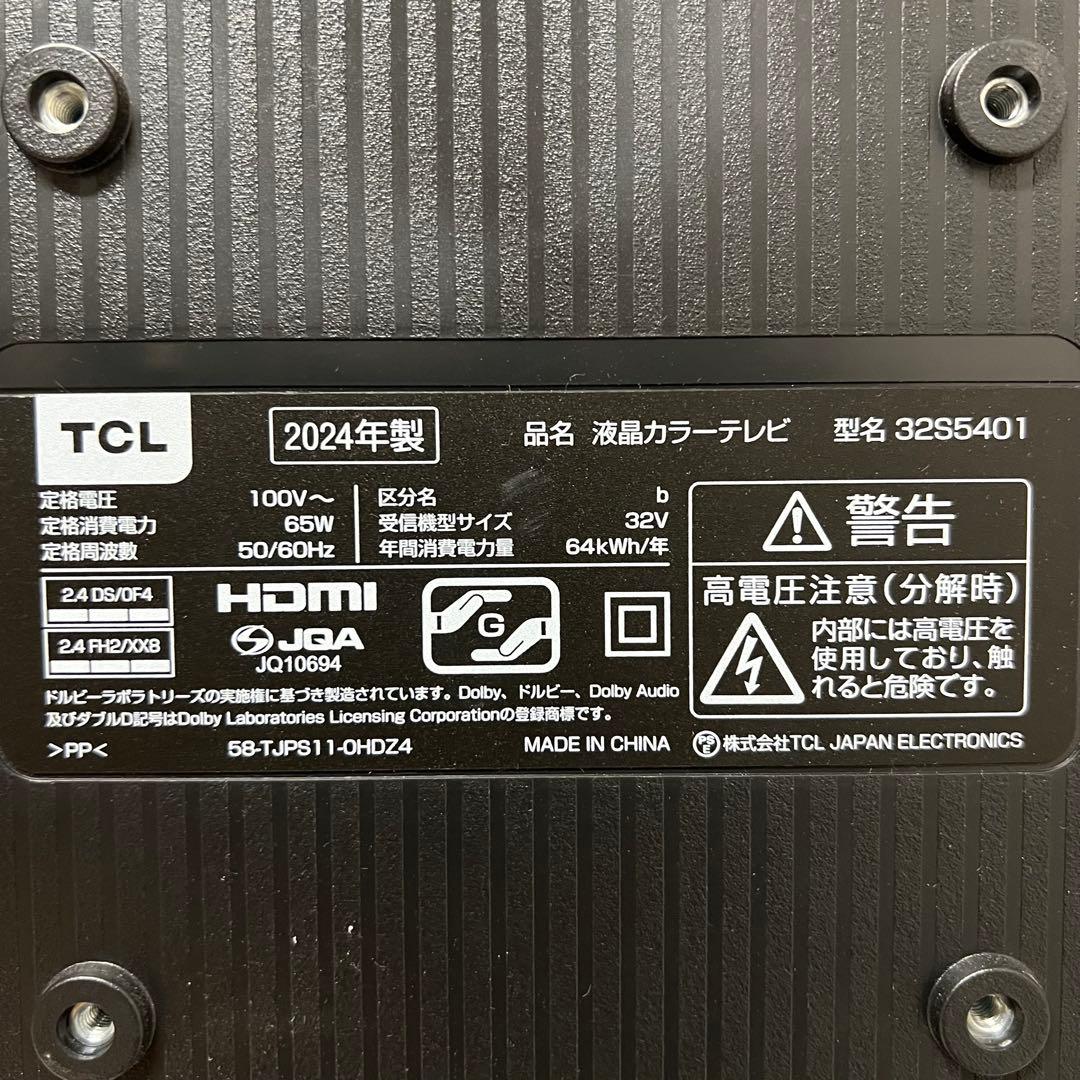 TCL
2024年製
品名 液晶カラーテレビ 型名 32S5401
定格電圧 100V～
定格消費電力 65W
定格周波数 50/60Hz
区分名 b
受信機型サイズ 32V
年間消費電力量 64kWh/年
2.4 DS/OF4
2.4 FH2/XX8
HDMI
JQA
JQ10694
G
ドルビーラボラトリーズの実施権に基づき製造されています。Dolby、ドルビー、Dolby Audio
及びダブルD記号はDolby Laboratories Licensing Corporationの登録商標です。
>PP< 58-TJPS11-0HDZ4 MADE IN CHINA
警告
高電圧注意（分解時）
内部には高電圧を
使用しており、触
れると危険です。
PSE 株式会社TCL JAPAN ELECTRONICS